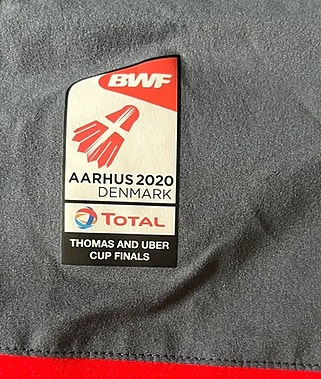 BWF
AARHUS 2020
DENMARK
TOTAL
THOMAS AND UBER
CUP FINALS